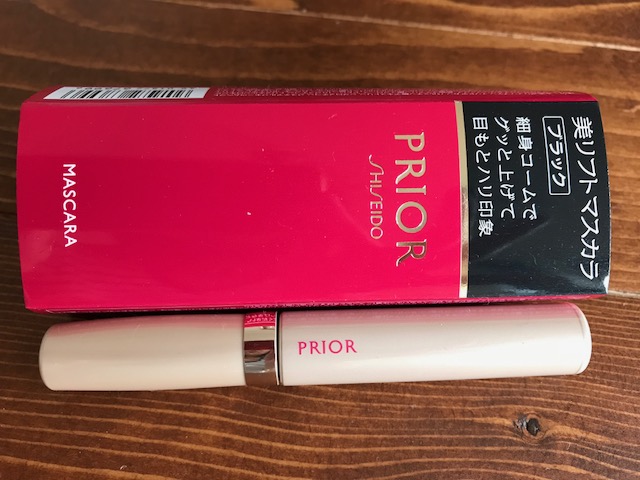 美リフトマスカラ
ブラック
細身コームで
グッと上げて
目もとハリ印象
PRIOR
SHISEIDO
MASCARA
PRIOR